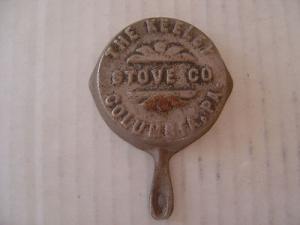 THE KEELEY
STOVE CO
COLUMBIA, PA